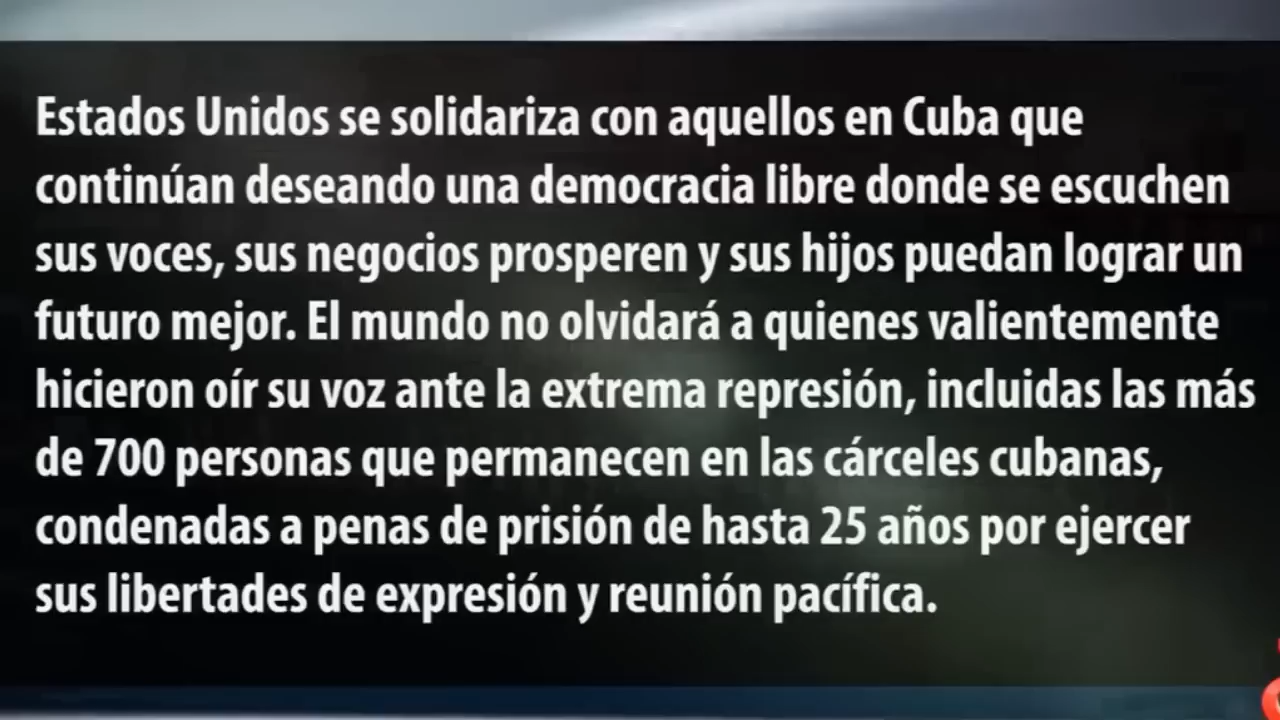 Estados Unidos se solidariza con aquellos en Cuba que
continúan deseando una democracia libre donde se escuchen
sus voces, sus negocios prosperen y sus hijos puedan lograr un
futuro mejor. El mundo no olvidará a quienes valientemente
hicieron oír su voz ante la extrema represión, incluidas las más
de 700 personas que permanecen en las cárceles cubanas,
condenadas a penas de prisión de hasta 25 años por ejercer
sus libertades de expresión y reunión pacífica.